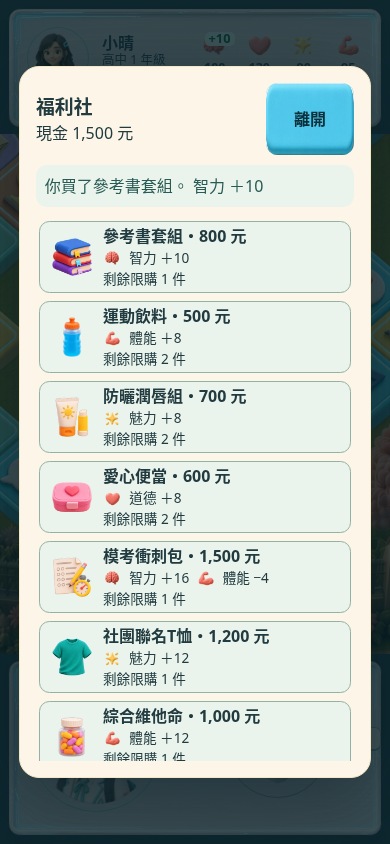 小晴
高中 1 年級
+10
福利社
現金 1,500 元
離開
你買了參考書套組。 智力 ＋10
參考書套組・800 元
智力 ＋10
剩餘限購 1 件
運動飲料・500 元
體能 ＋8
剩餘限購 2 件
防曬潤唇組・700 元
魅力 ＋8
剩餘限購 2 件
愛心便當・600 元
道德 ＋8
剩餘限購 2 件
模考衝刺包・1,500 元
智力 ＋16 體能 −4
剩餘限購 1 件
社團聯名T恤・1,200 元
魅力 ＋12
剩餘限購 1 件
綜合維他命・1,000 元
體能 ＋12
剩餘限購 1 件